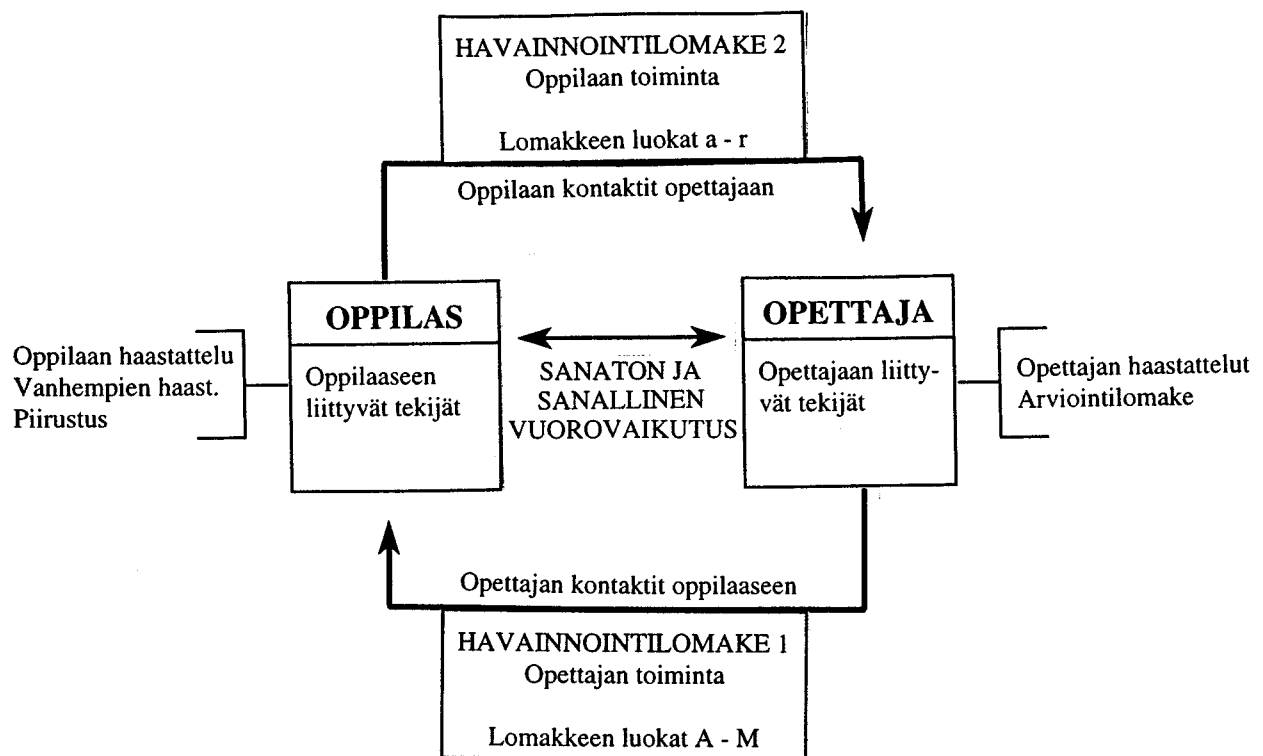 HAVAINNOINTILOMAKE 2
Oppilaan toiminta
Lomakkeen luokat a - r
Oppilaan kontaktit opettajaan
OPPILAS
Oppilaaseen
liittyvät tekijät
Oppilaan haastattelu
Vanhempien haast.
Piirustus
SANATON JA
SANALLINEN
VUOROVAIKUTUS
OPETTAJA
Opettajaan liitty-
vät tekijät
Opettajan haastattelut
Arviointilomake
Opettajan kontaktit oppilaaseen
HAVAINNOINTILOMAKE 1
Opettajan toiminta
Lomakkeen luokat A - M